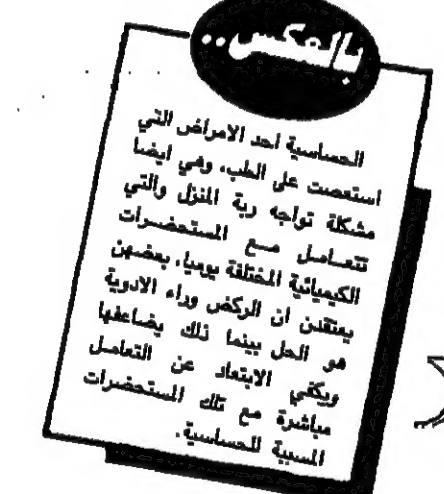 بالعكس..
الحساسية احد الامراض التي
استعصت على الطب، وهي ايضا
مشكلة تواجه ربة المنزل والتي
تتعامل مع المستحضرات
الكيميائية المختلفة يوميا. بعضهن
يعتقدن ان الركض وراء الادوية
هو الحل بينما ذلك يضاعفها
ويكفي الابتعاد عن التعامل
مباشرة مع تلك المستحضرات
المسببة للحساسية.